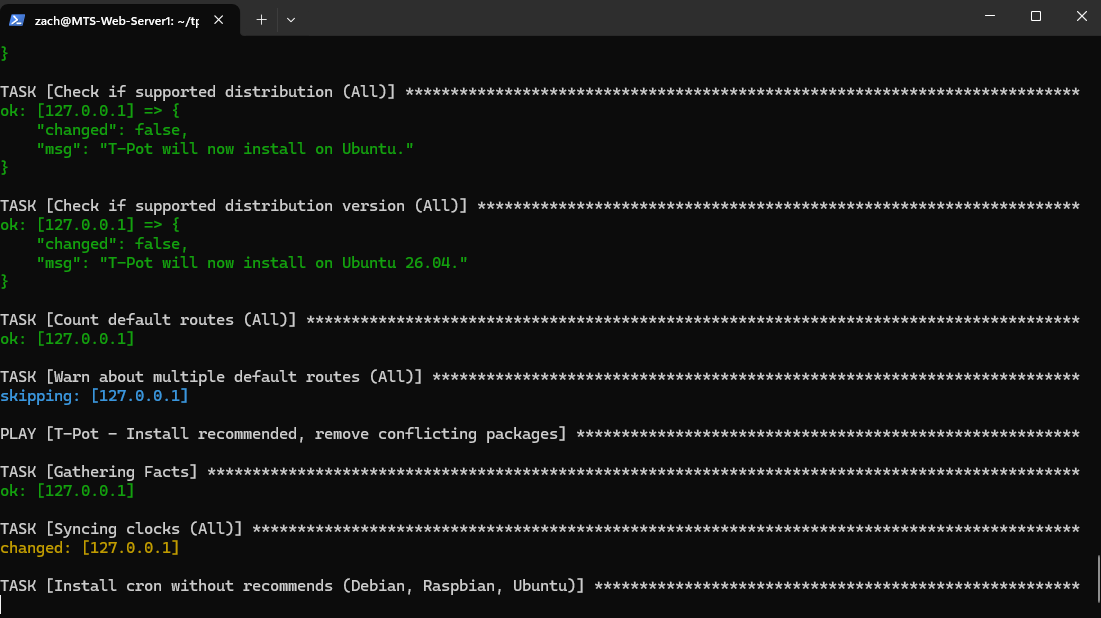 zach@MTS-Web-Server1: ~/tp
}
TASK [Check if supported distribution (All)] ***************************************************************************
ok: [127.0.0.1] => {
    "changed": false,
    "msg": "T-Pot will now install on Ubuntu."
}
TASK [Check if supported distribution version (All)] *******************************************************************
ok: [127.0.0.1] => {
    "changed": false,
    "msg": "T-Pot will now install on Ubuntu 26.04."
}
TASK [Count default routes (All)] **************************************************************************************
ok: [127.0.0.1]
TASK [Warn about multiple default routes (All)] ************************************************************************
skipping: [127.0.0.1]
PLAY [T-Pot - Install recommended, remove conflicting packages] ********************************************************
TASK [Gathering Facts] *************************************************************************************************
ok: [127.0.0.1]
TASK [Syncing clocks (All)] ********************************************************************************************
changed: [127.0.0.1]
TASK [Install cron without recommends (Debian, Raspbian, Ubuntu)] ******************************************************